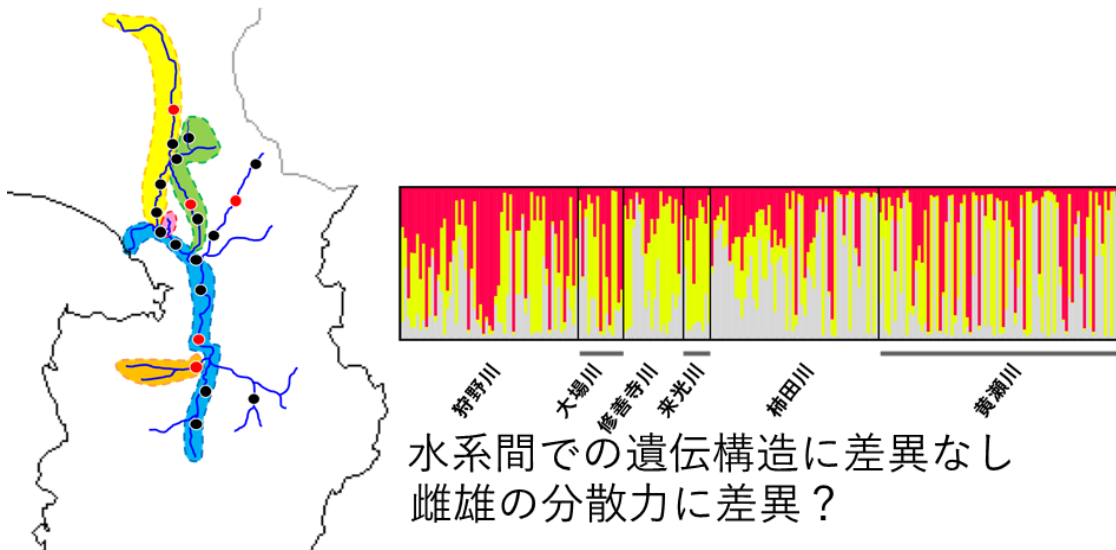 狩野川
大場川
修善寺川
来光川
柿田川
黄瀬川
水系間での遺伝構造に差異なし
雌雄の分散力に差異？